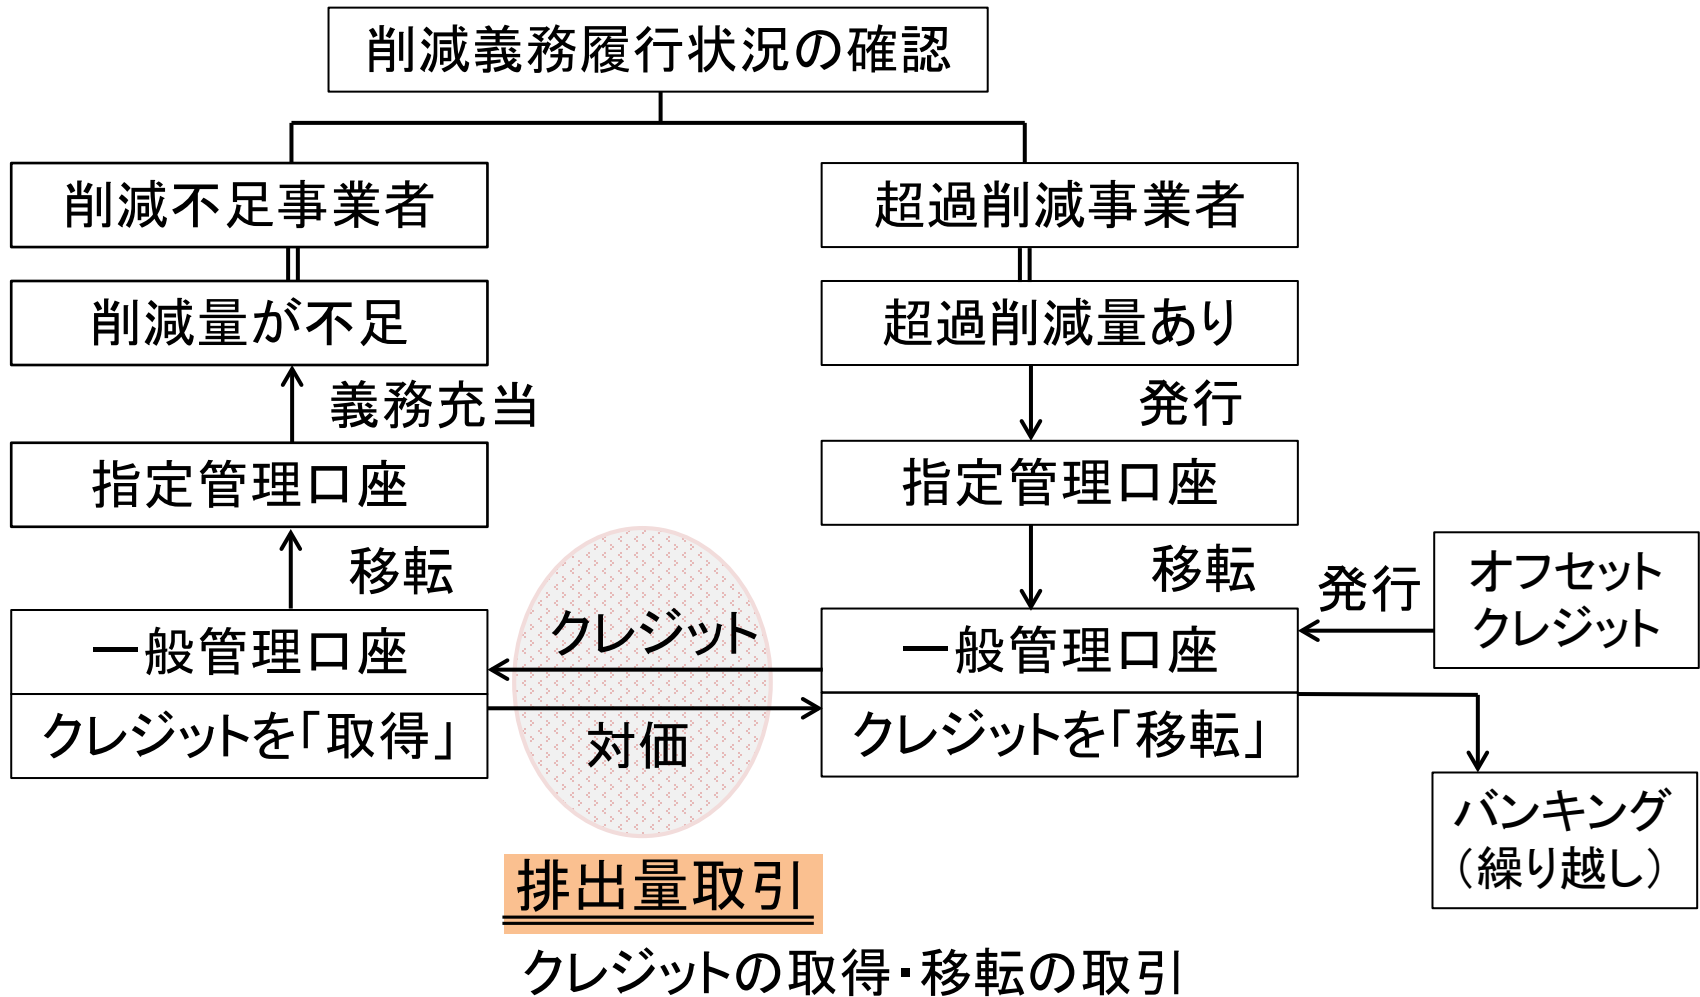 削減義務履行状況の確認
削減不足事業者
超過削減事業者
削減量が不足
超過削減量あり
義務充当
発行
指定管理口座
指定管理口座
移転
移転
発行
オフセット
クレジット
一般管理口座
クレジット
一般管理口座
クレジットを「取得」
対価
クレジットを「移転」
バンキング
（繰り越し）
排出量取引
クレジットの取得・移転の取引